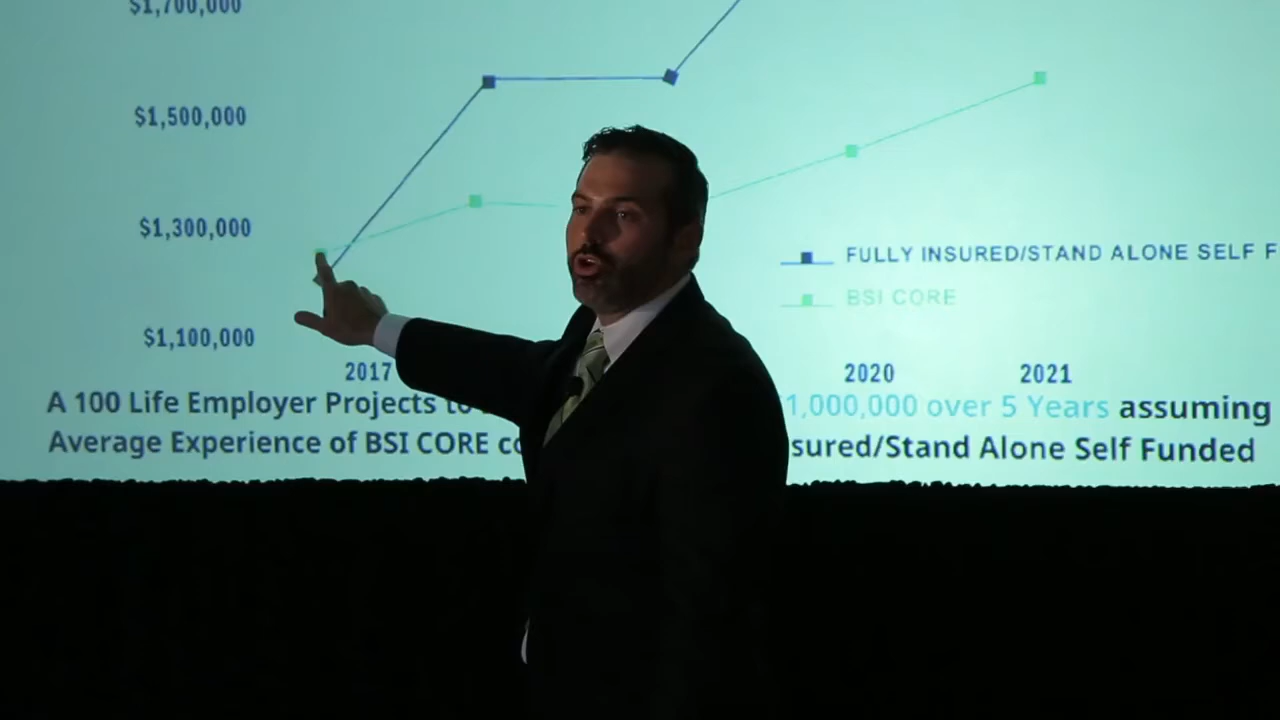 $1,700,000
$1,500,000
$1,300,000
$1,100,000
FULLY INSURED/STAND ALONE SELF F
BSI CORE
2017 2020 2021
A 100 Life Employer Projects to 1,000,000 over 5 Years assuming
Average Experience of BSI CORE co sured/Stand Alone Self Funded